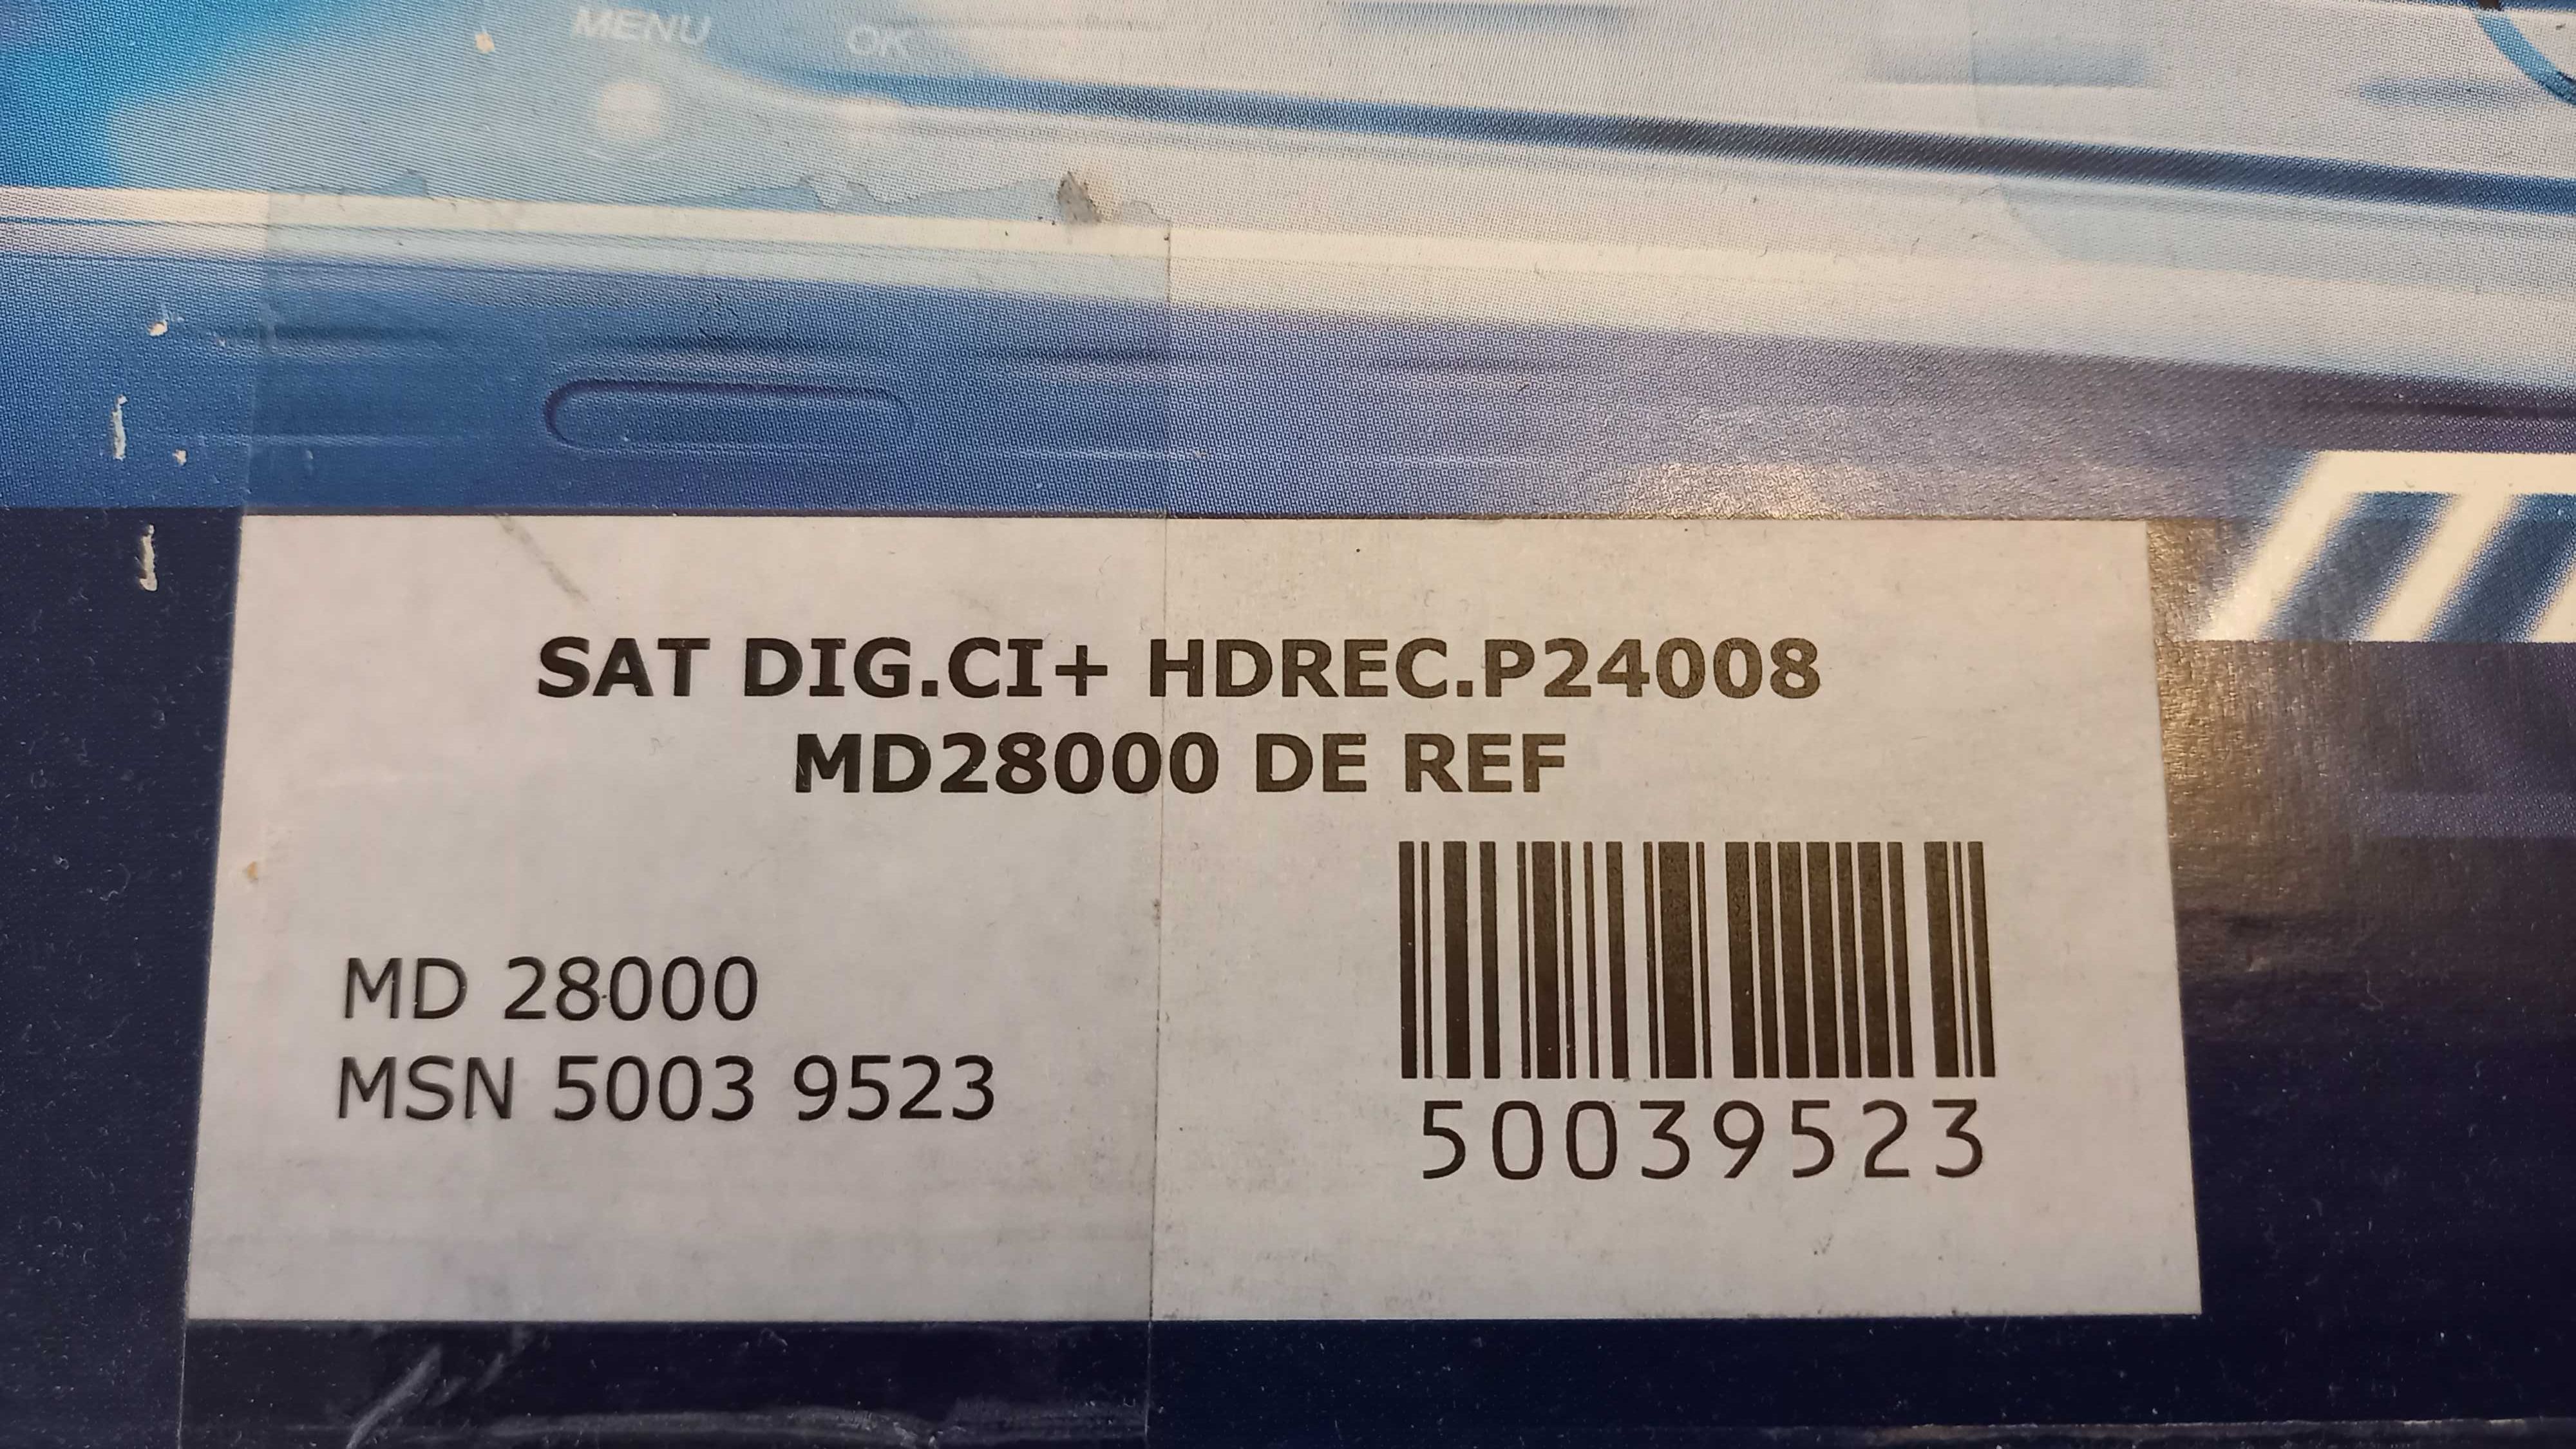 MENU OK
SAT DIG.CI+ HDREC.P24008
MD28000 DE REF
MD 28000
MSN 5003 9523
50039523